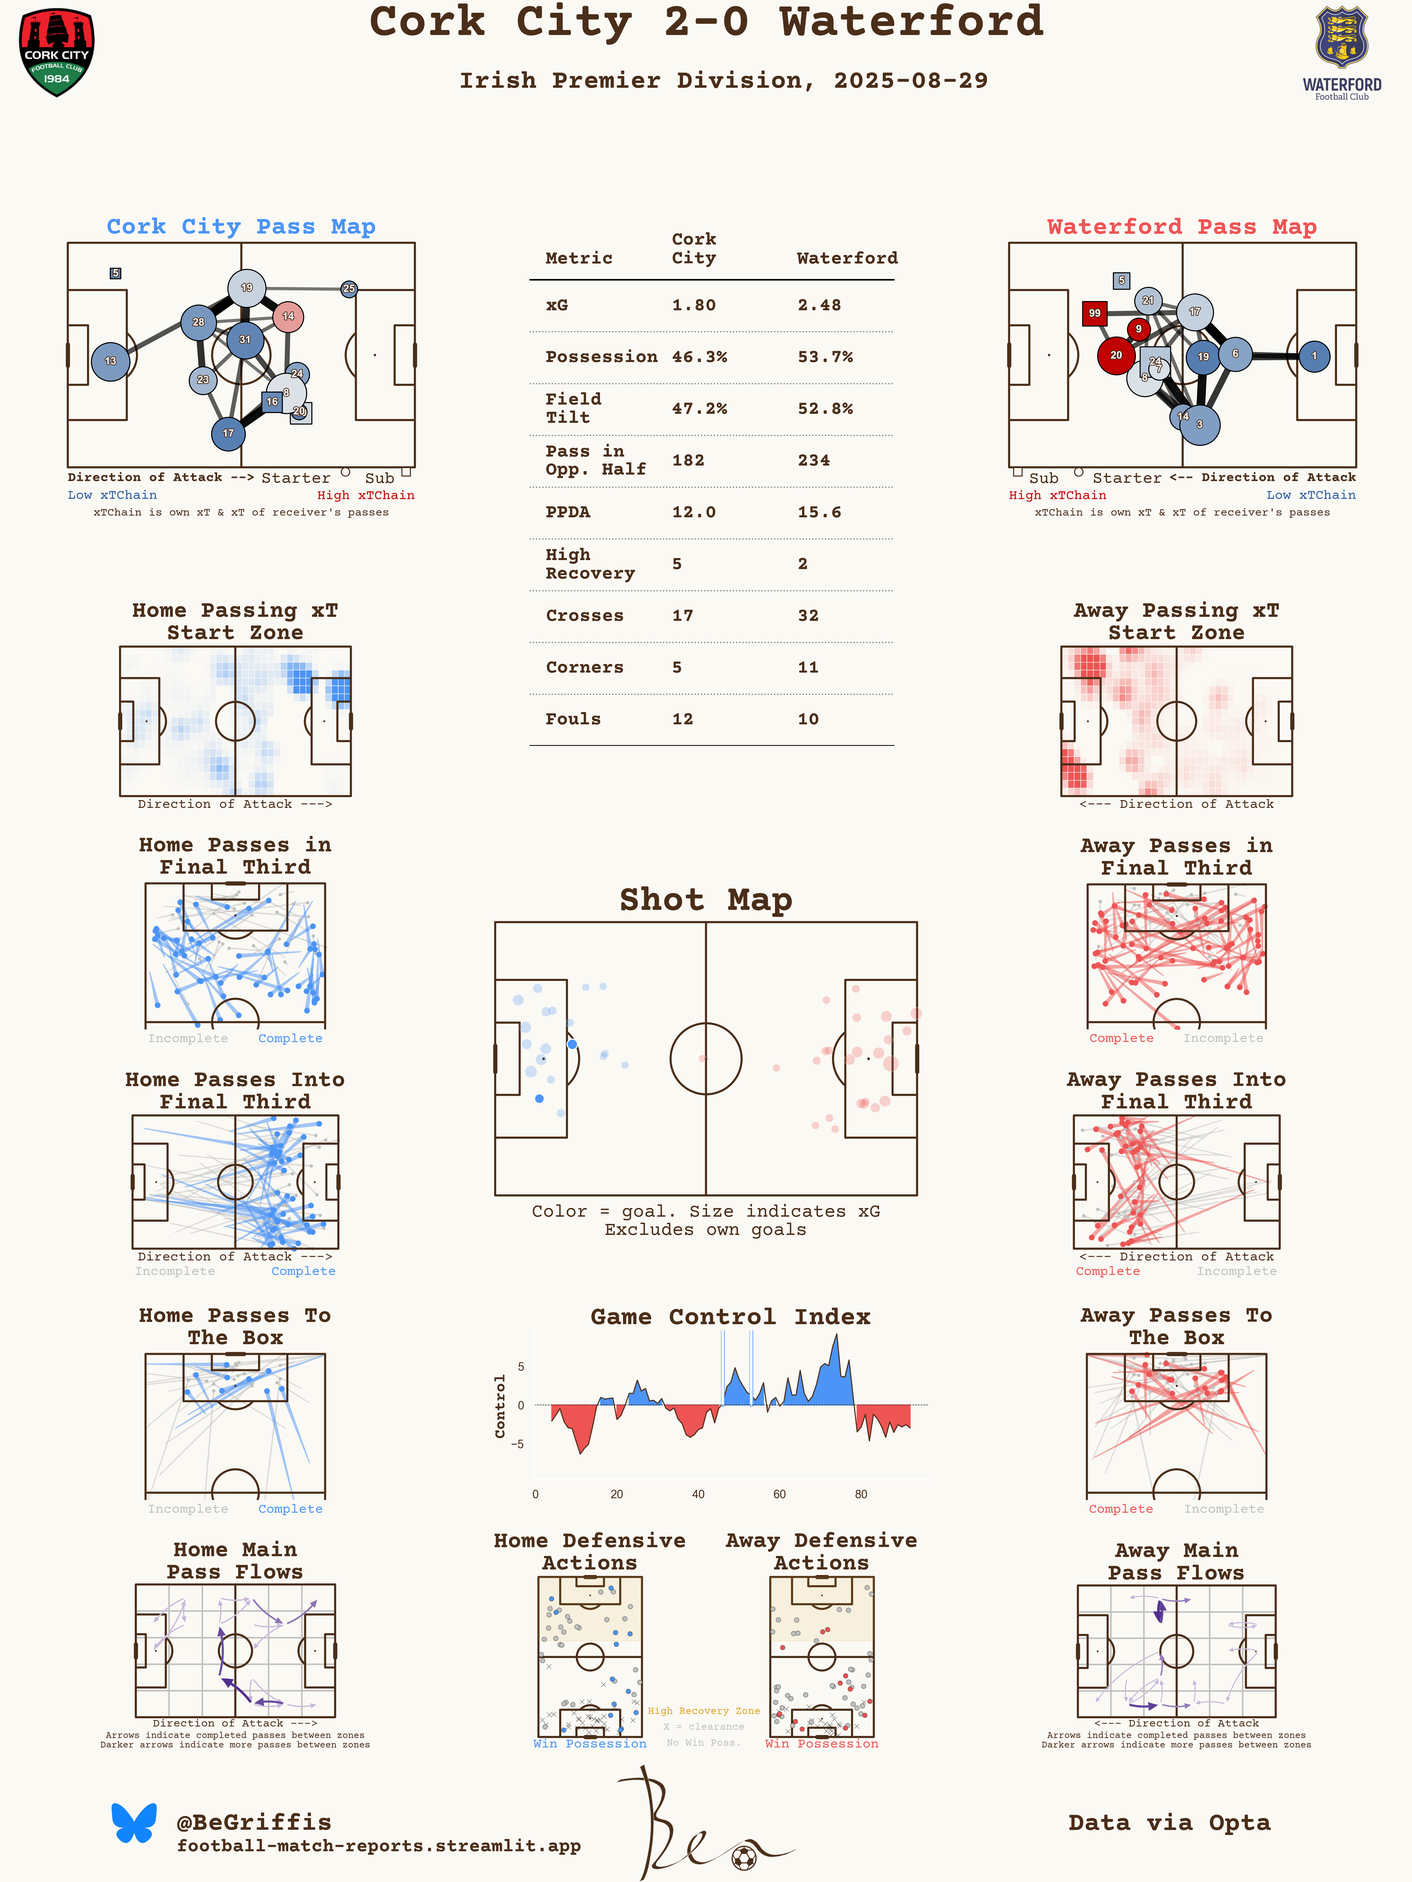 Cork City 2-0 Waterford
Irish Premier Division, 2025-08-29
CORK CITY
FOOTBALL CLUB
1984
WATERFORD
Football Club
Cork City Pass Map
5
19
25
28
14
31
13
23
24
8
16
20
17
Direction of Attack --> Starter Sub
Low xTChain High xTChain
xTChain is own xT & xT of receiver's passes
Metric Cork City Waterford
xG 1.80 2.48
Possession 46.3% 53.7%
Field Tilt 47.2% 52.8%
Pass in Opp. Half 182 234
PPDA 12.0 15.6
High Recovery 5 2
Crosses 17 32
Corners 5 11
Fouls 12 10
Waterford Pass Map
5
21
99
17
9
20
24
19
6
1
8
7
14
3
Sub Starter <-- Direction of Attack
High xTChain Low xTChain
xTChain is own xT & xT of receiver's passes
Home Passing xT
Start Zone
Direction of Attack --->
Away Passing xT
Start Zone
<--- Direction of Attack
Home Passes in
Final Third
Incomplete Complete
Away Passes in
Final Third
Complete Incomplete
Shot Map
Color = goal. Size indicates xG
Excludes own goals
Home Passes Into
Final Third
Direction of Attack --->
Incomplete Complete
Away Passes Into
Final Third
<--- Direction of Attack
Complete Incomplete
Home Passes To
The Box
Incomplete Complete
Game Control Index
Control
5
0
−5
0 20 40 60 80
Away Passes To
The Box
Complete Incomplete
Home Main
Pass Flows
Direction of Attack --->
Arrows indicate completed passes between zones
Darker arrows indicate more passes between zones
Home Defensive
Actions
Win Possession
Away Defensive
Actions
Win Possession
High Recovery Zone
X = clearance
No Win Poss.
Away Main
Pass Flows
<--- Direction of Attack
Arrows indicate completed passes between zones
Darker arrows indicate more passes between zones
@BeGriffis
football-match-reports.streamlit.app
Ben
Data via Opta